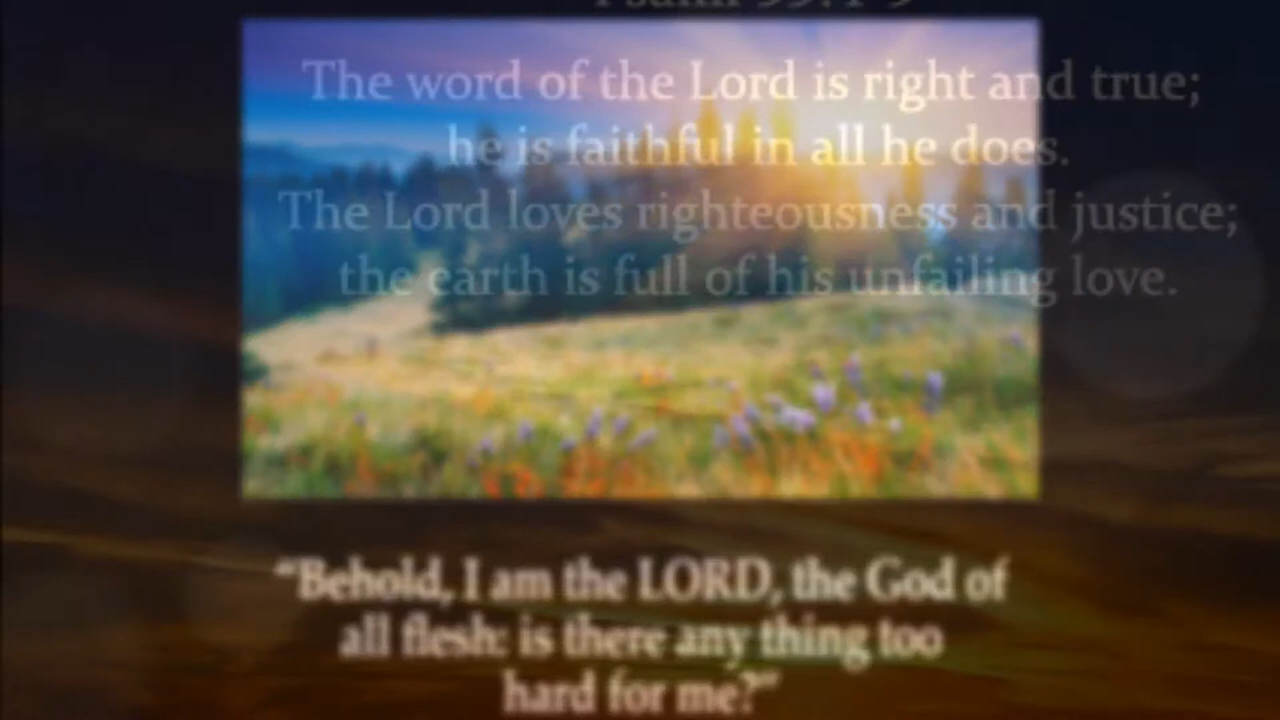 The word of the Lord is right and true;
he is faithful in all he does.
The Lord loves righteousness and justice;
the earth is full of his unfailing love.
“Behold, I am the LORD, the God of
all flesh: is there any thing too
hard for me?”